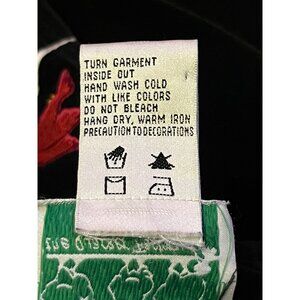 TURN GARMENT
INSIDE OUT
HAND WASH COLD
WITH LIKE COLORS
DO NOT BLEACH
HANG DRY, WARM IRON
PRECAUTION TO DECORATIONS